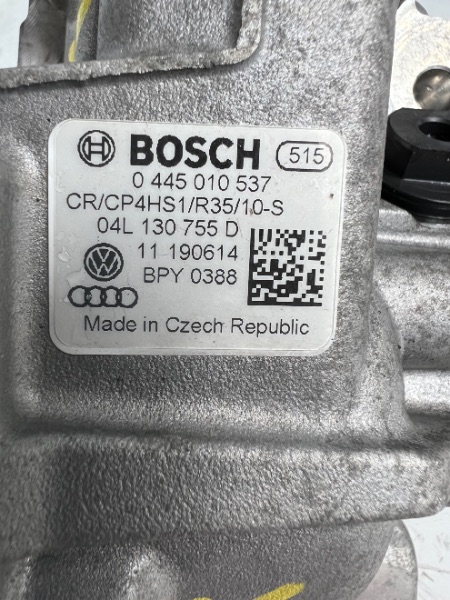 BOSCH 515
0 445 010 537
CR/CP4HS1/R35/10-S
04L 130 755 D
11 190614
BPY 0388
Made in Czech Republic